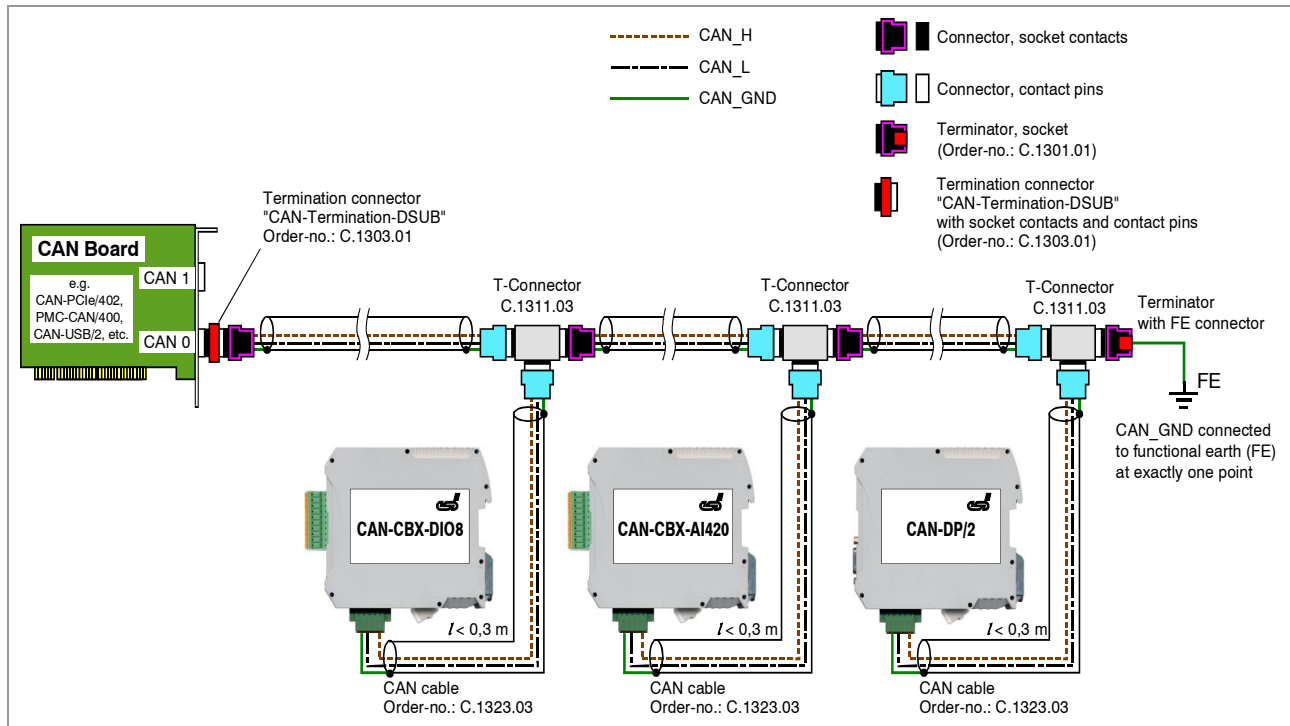 CAN_H
CAN_L
CAN_GND
Connector, socket contacts
Connector, contact pins
Terminator, socket
(Order-no.: C.1301.01)
Termination connector
"CAN-Termination-DSUB"
with socket contacts and contact pins
(Order-no.: C.1303.01)
Termination connector
"CAN-Termination-DSUB"
Order-no.: C.1303.01
CAN Board
e.g.
CAN-PCIe/402,
PMC-CAN/400,
CAN-USB/2, etc.
CAN 1
CAN 0
T-Connector
C.1311.03
T-Connector
C.1311.03
T-Connector
C.1311.03
Terminator
with FE connector
FE
CAN_GND connected
to functional earth (FE)
at exactly one point
CAN-CBX-DIO8
CAN-CBX-AI420
CAN-DP/2
l < 0,3 m
l < 0,3 m
l < 0,3 m
CAN cable
Order-no.: C.1323.03
CAN cable
Order-no.: C.1323.03
CAN cable
Order-no.: C.1323.03